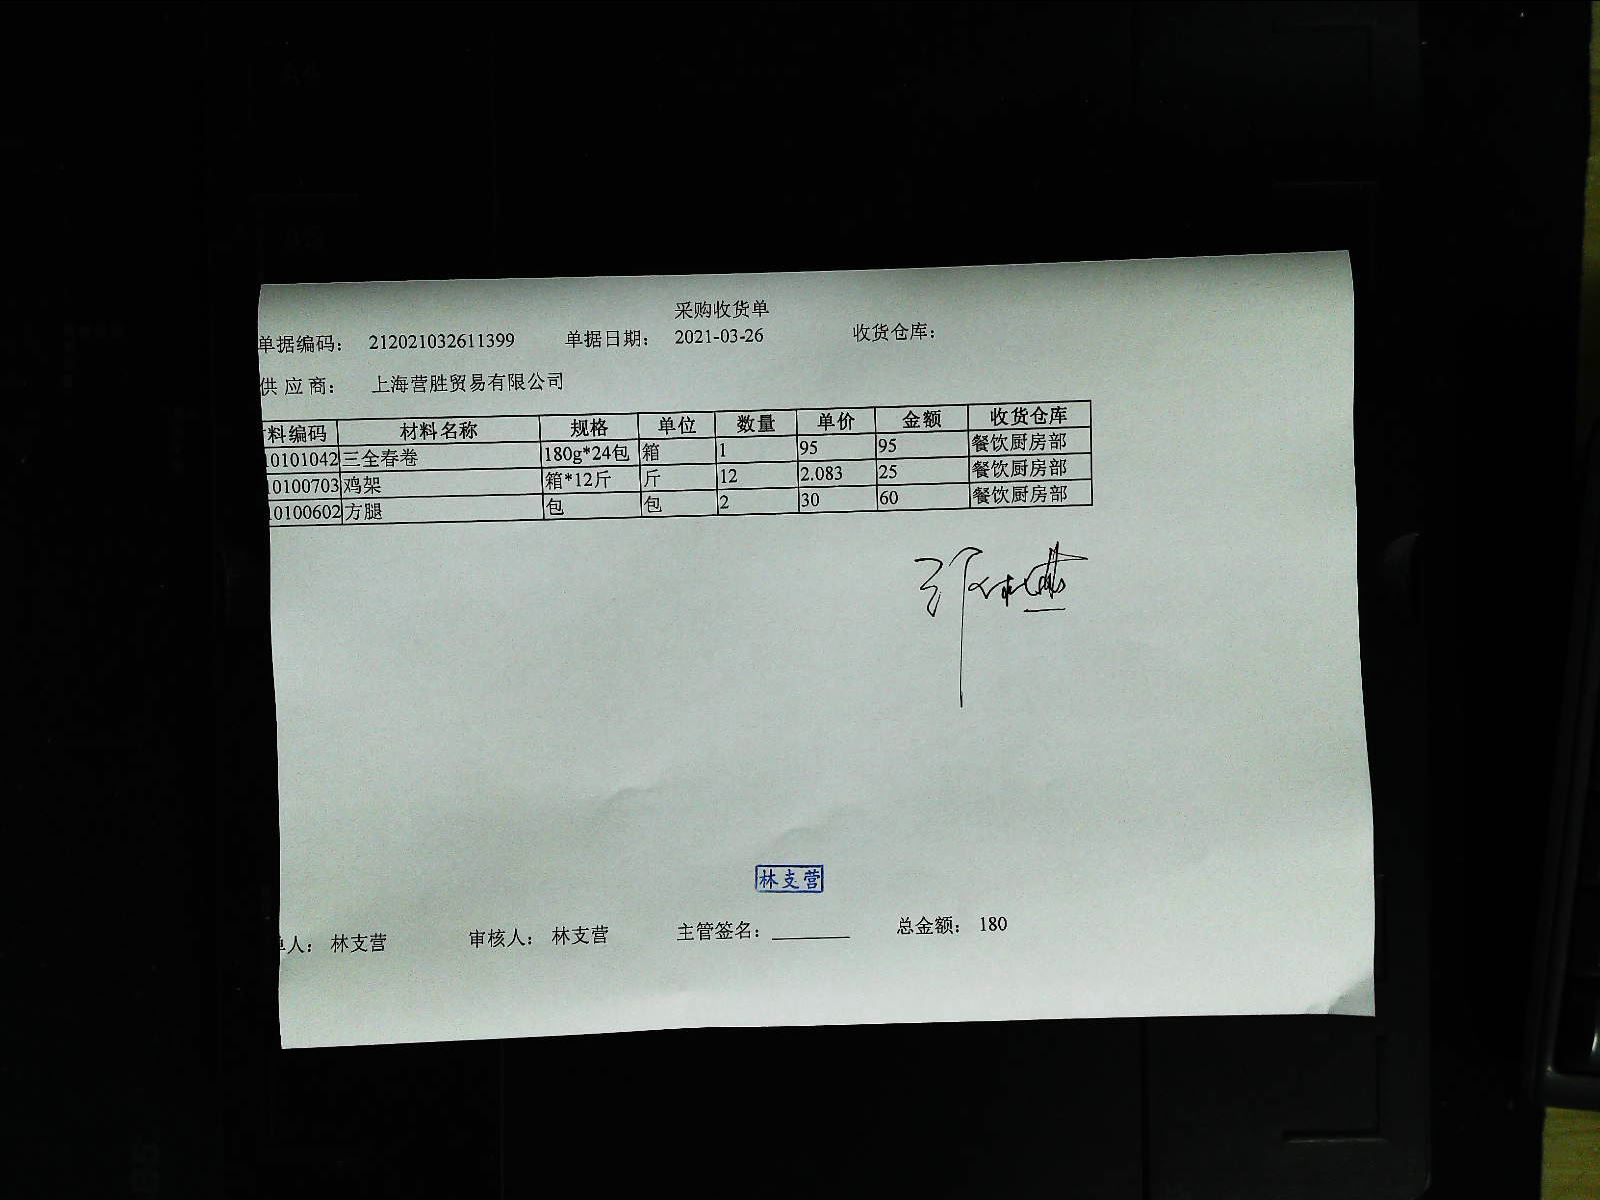 采购收货单
单据编码： 212021032611399 单据日期： 2021-03-26 收货仓库：
供 应 商： 上海营胜贸易有限公司
料编码 材料名称 规格 单位 数量 单价 金额 收货仓库
10101042 三全春卷 180g*24包 箱 1 95 95 餐饮厨房部
10100703 鸡架 箱*12斤 斤 12 2.083 25 餐饮厨房部
10100602 方腿 包 包 2 30 60 餐饮厨房部
林支营
单人： 林支营 审核人： 林支营 主管签名：________ 总金额： 180